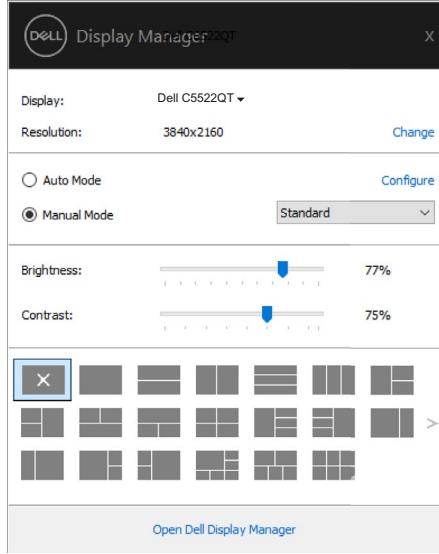 DELL Display Manager X
Display: Dell C5522QT
Resolution: 3840x2160 Change
Auto Mode Configure
Manual Mode Standard
Brightness: 77%
Contrast: 75%
Open Dell Display Manager